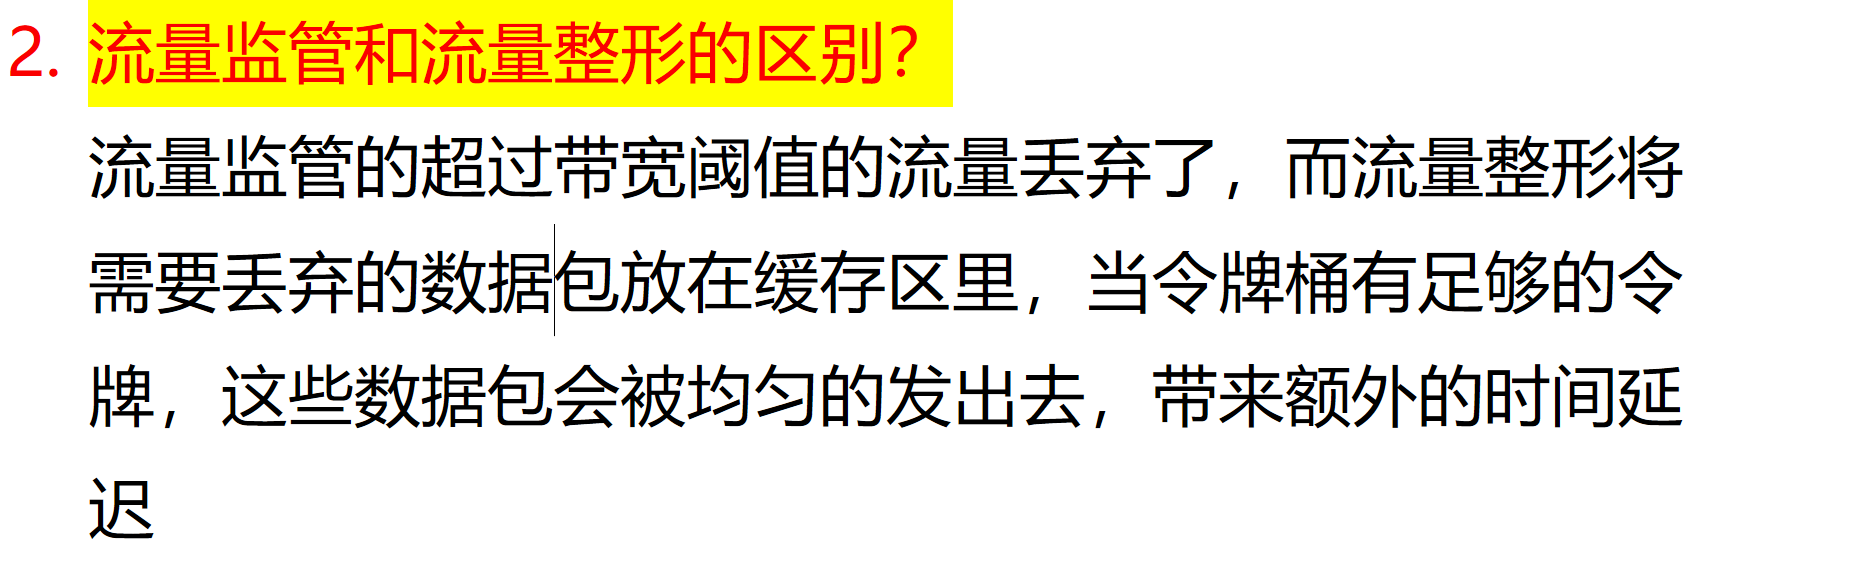 2. 流量监管和流量整形的区别？
流量监管的超过带宽阈值的流量丢弃了，而流量整形将
需要丢弃的数据包放在缓存区里，当令牌桶有足够的令
牌，这些数据包会被均匀的发出去，带来额外的时间延
迟